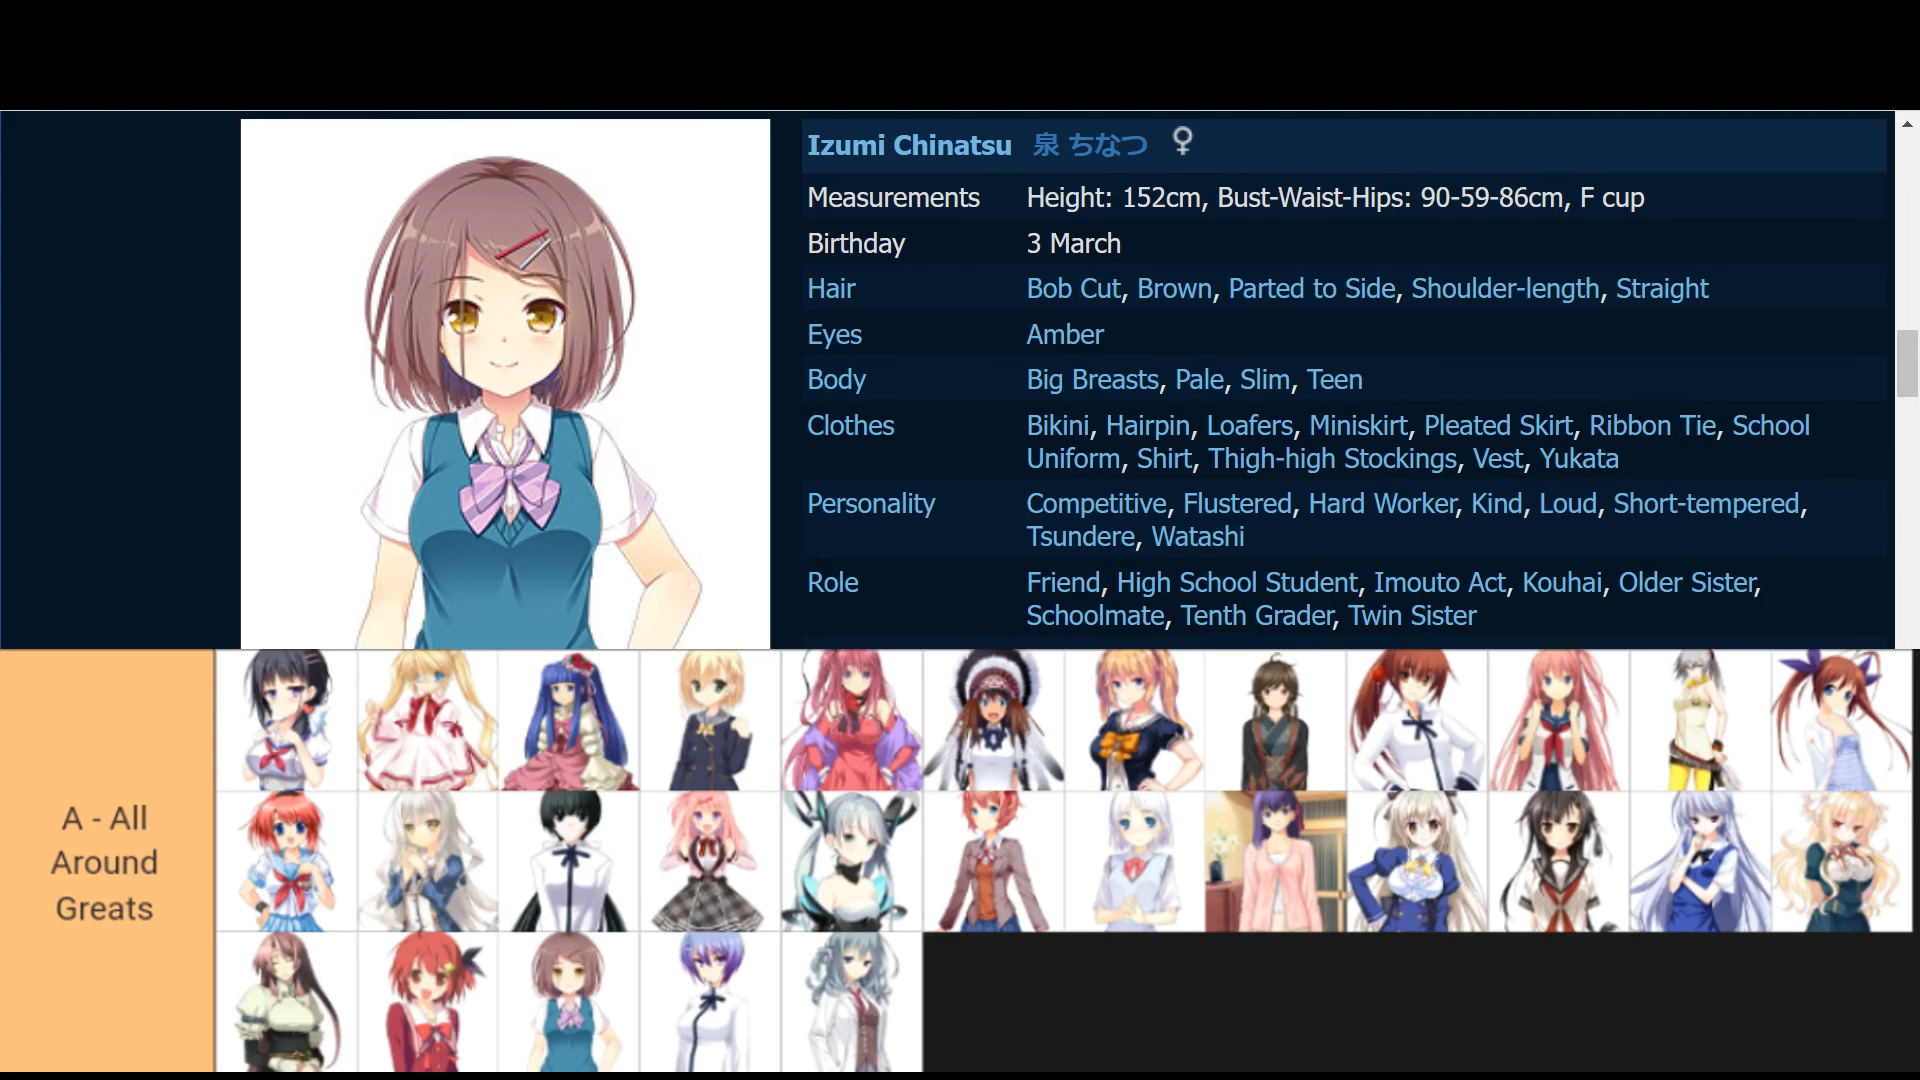 Izumi Chinatsu 泉 ちなつ ♀
Measurements Height: 152cm, Bust-Waist-Hips: 90-59-86cm, F cup
Birthday 3 March
Hair Bob Cut, Brown, Parted to Side, Shoulder-length, Straight
Eyes Amber
Body Big Breasts, Pale, Slim, Teen
Clothes Bikini, Hairpin, Loafers, Miniskirt, Pleated Skirt, Ribbon Tie, School
Uniform, Shirt, Thigh-high Stockings, Vest, Yukata
Personality Competitive, Flustered, Hard Worker, Kind, Loud, Short-tempered,
Tsundere, Watashi
Role Friend, High School Student, Imouto Act, Kouhai, Older Sister,
Schoolmate, Tenth Grader, Twin Sister
A - All
Around
Greats